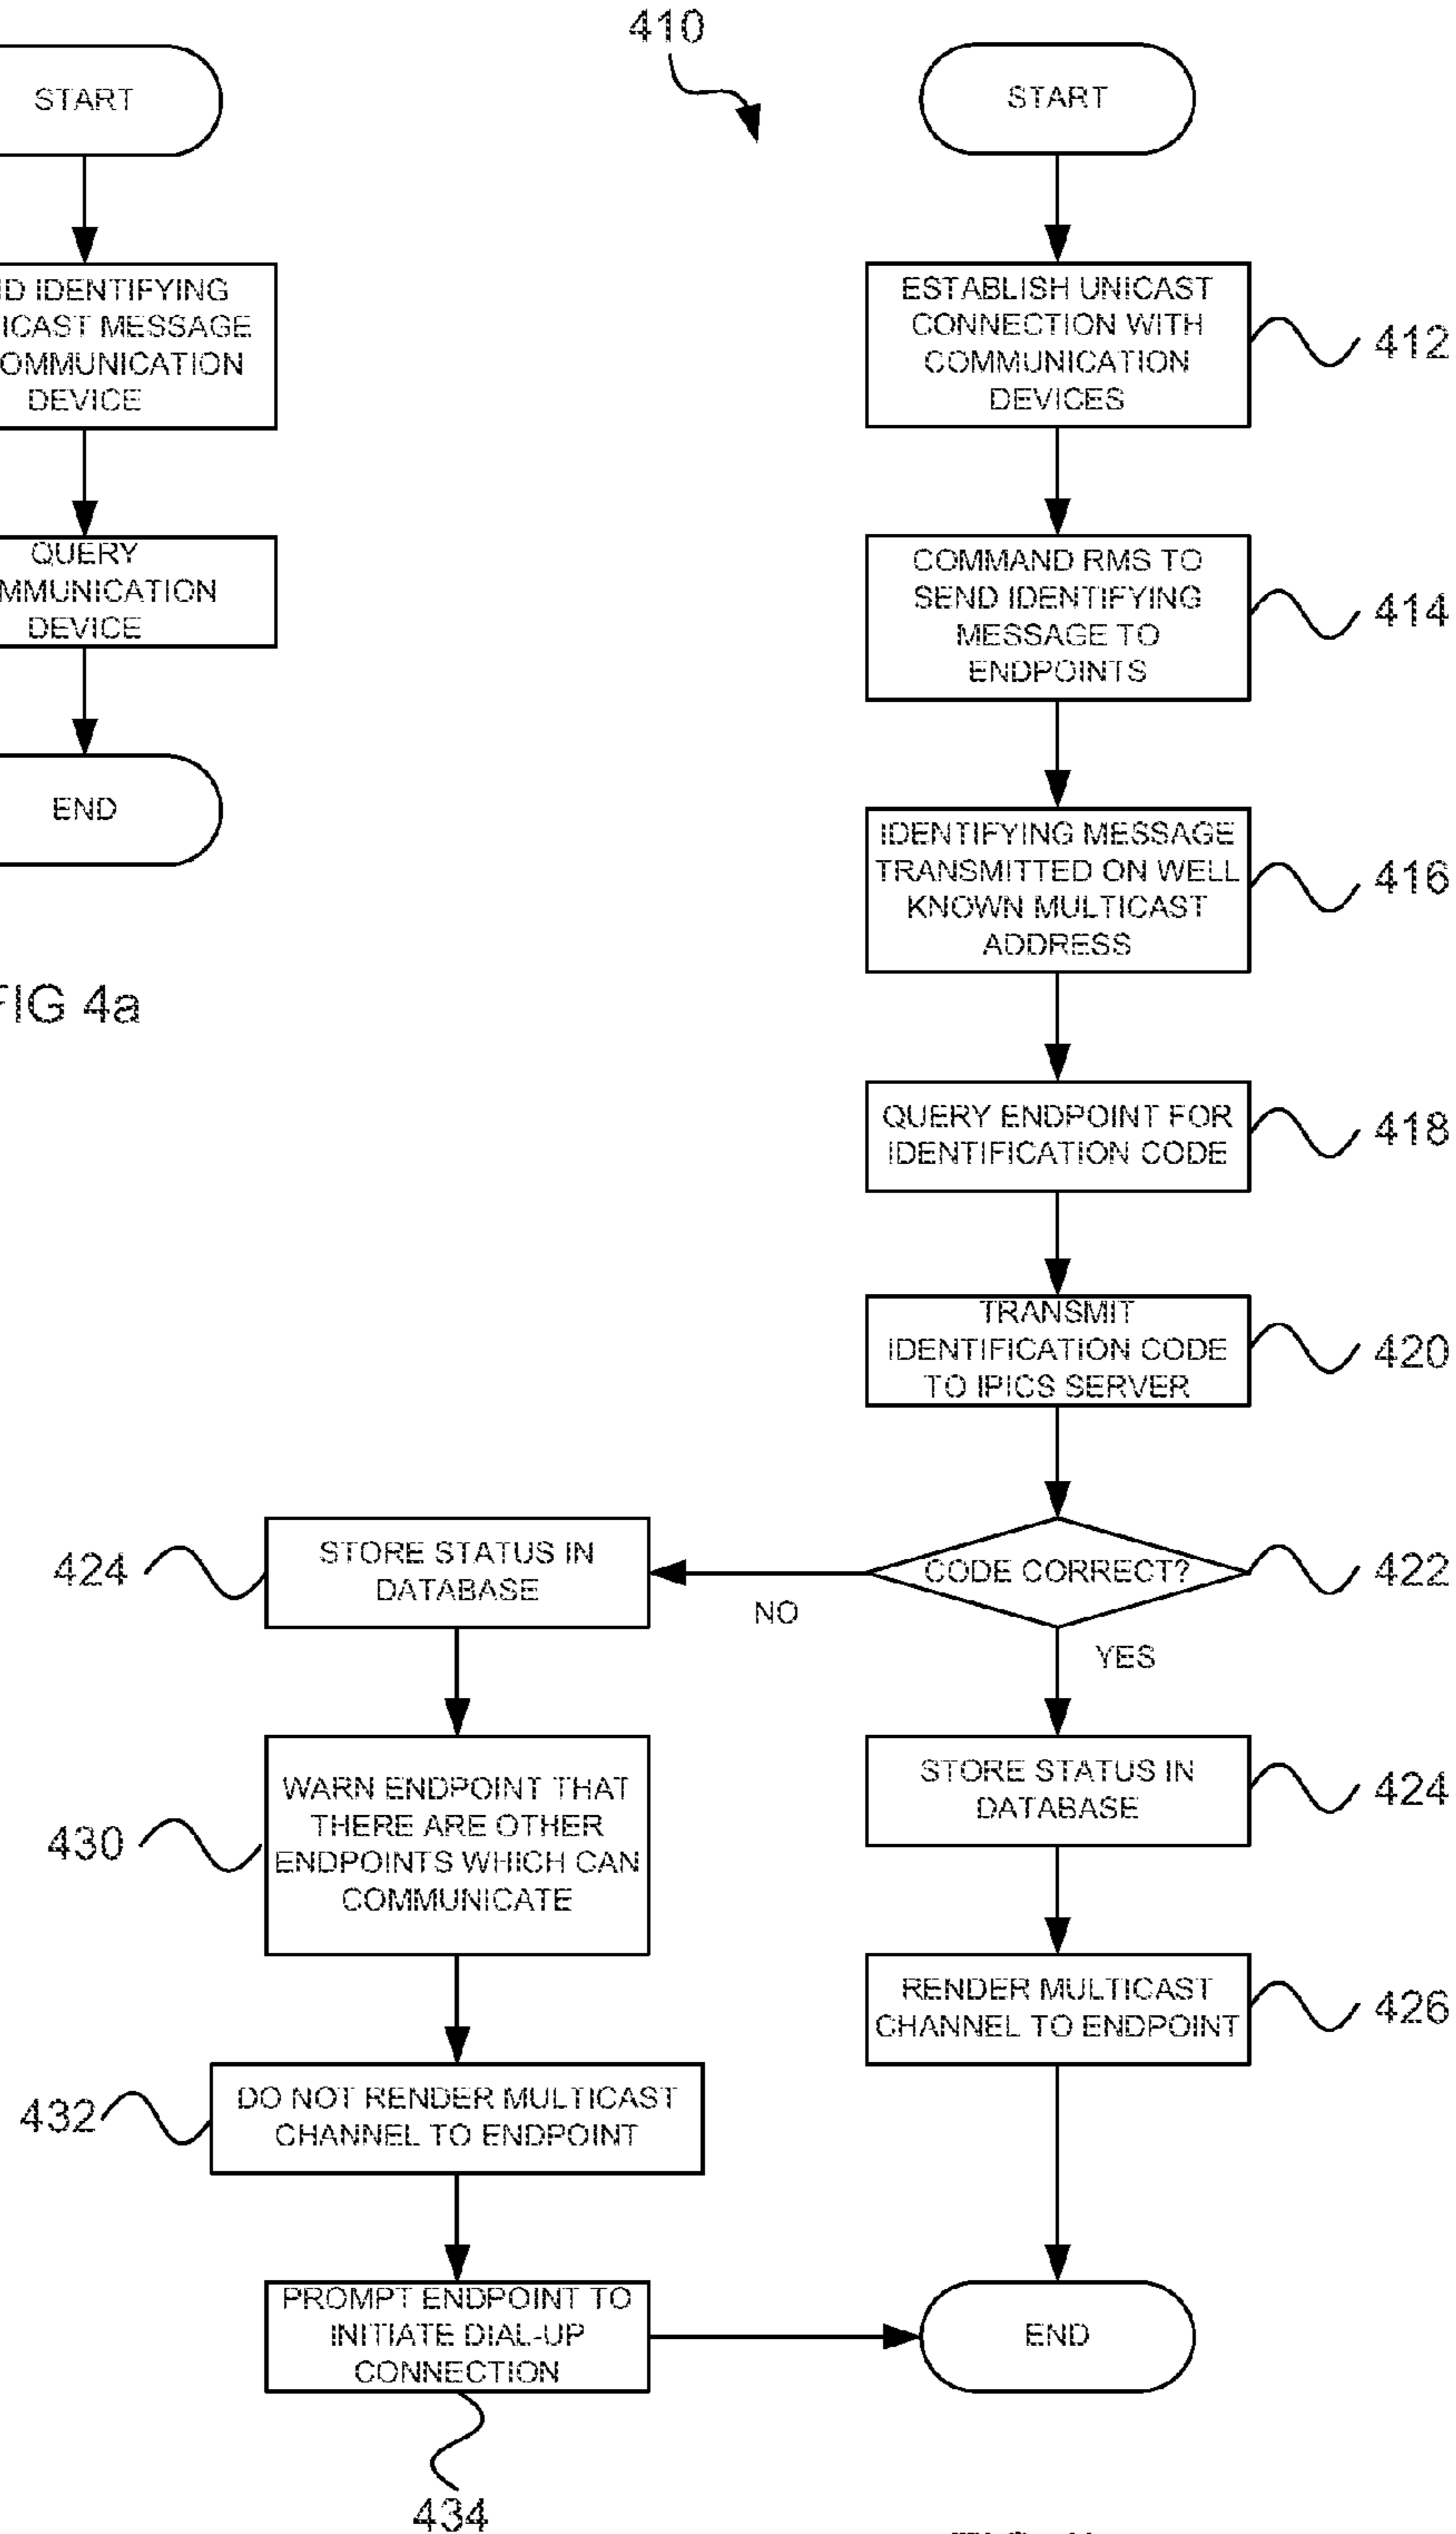 START
ID IDENTIFYING
ICAST MESSAGE
OMMUNICATION
DEVICE
QUERY
MMUNICATION
DEVICE
END
FIG 4a
410
START
ESTABLISH UNICAST
CONNECTION WITH
COMMUNICATION
DEVICES
412
COMMAND RMS TO
SEND IDENTIFYING
MESSAGE TO
ENDPOINTS
414
IDENTIFYING MESSAGE
TRANSMITTED ON WELL
KNOWN MULTICAST
ADDRESS
416
QUERY ENDPOINT FOR
IDENTIFICATION CODE
418
TRANSMIT
IDENTIFICATION CODE
TO IPICS SERVER
420
CODE CORRECT?
422
NO
YES
424
STORE STATUS IN
DATABASE
STORE STATUS IN
DATABASE
424
430
WARN ENDPOINT THAT
THERE ARE OTHER
ENDPOINTS WHICH CAN
COMMUNICATE
RENDER MULTICAST
CHANNEL TO ENDPOINT
426
432
DO NOT RENDER MULTICAST
CHANNEL TO ENDPOINT
PROMPT ENDPOINT TO
INITIATE DIAL-UP
CONNECTION
434
END